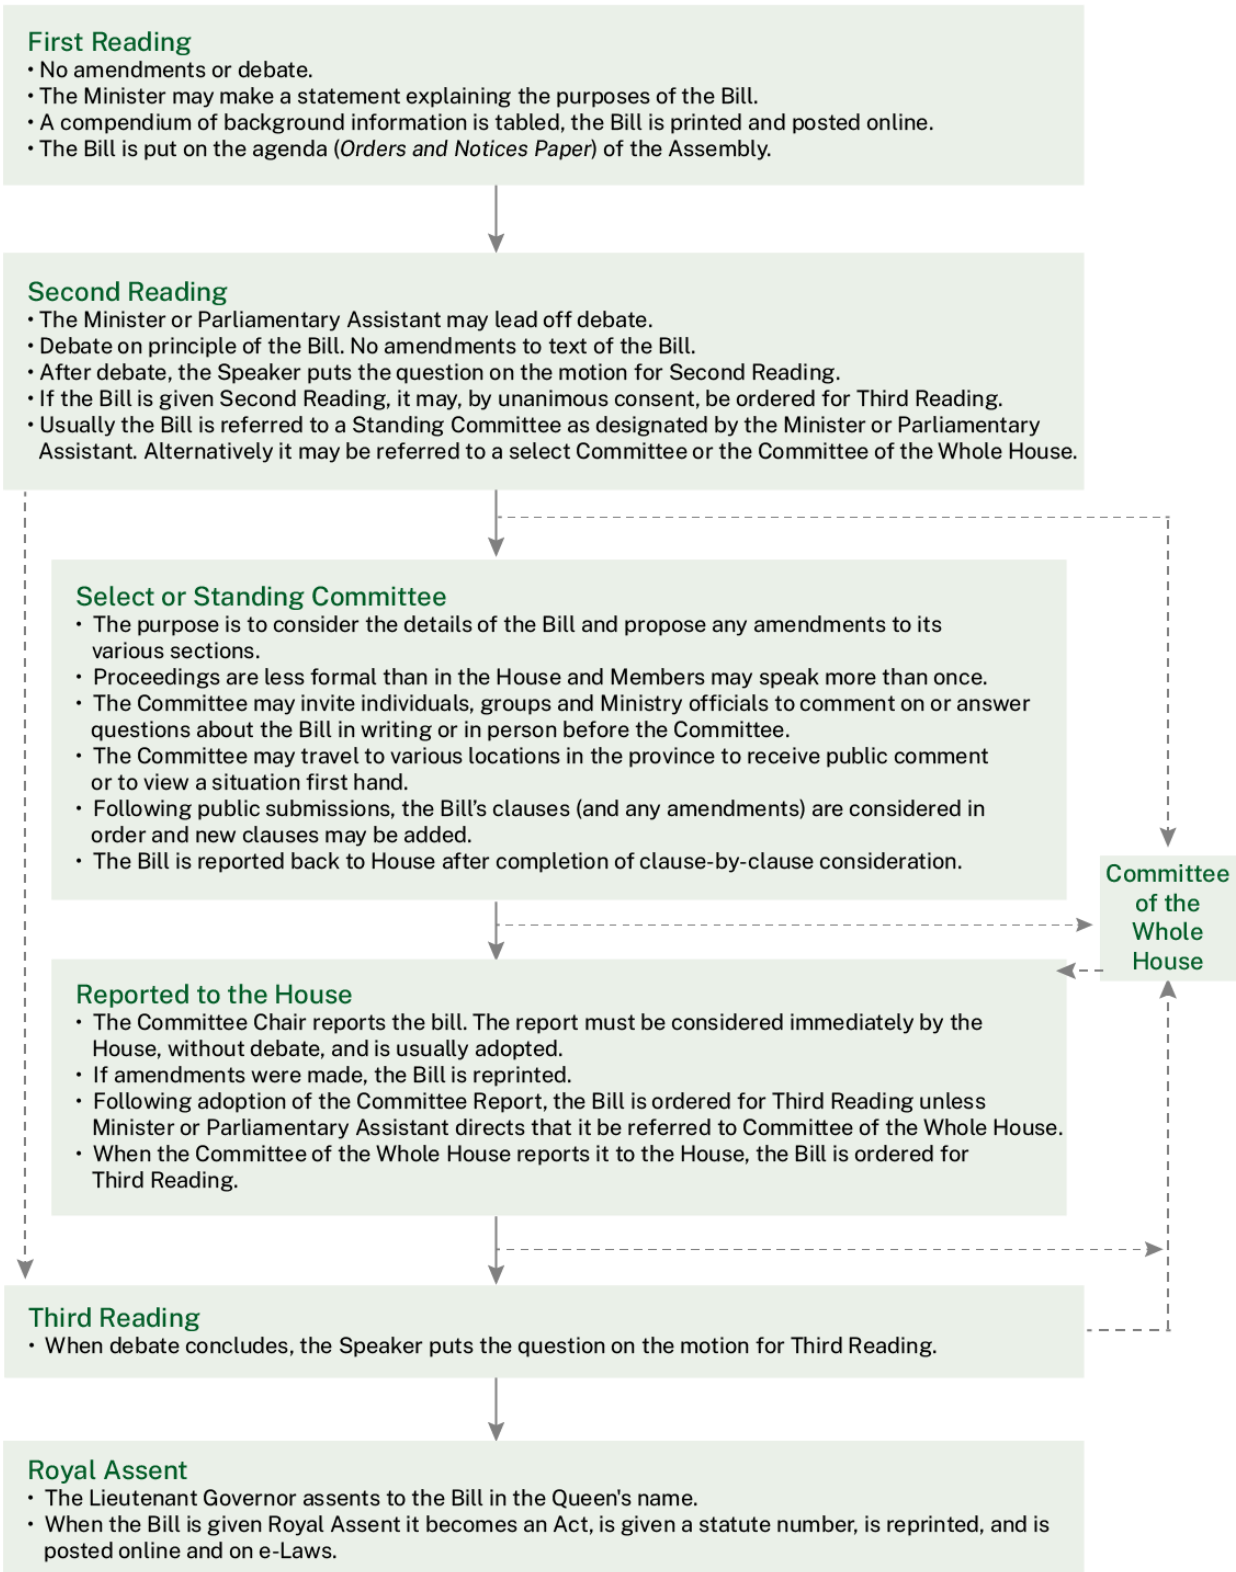 First Reading
• No amendments or debate.
• The Minister may make a statement explaining the purposes of the Bill.
• A compendium of background information is tabled, the Bill is printed and posted online.
• The Bill is put on the agenda (Orders and Notices Paper) of the Assembly.
Second Reading
• The Minister or Parliamentary Assistant may lead off debate.
• Debate on principle of the Bill. No amendments to text of the Bill.
• After debate, the Speaker puts the question on the motion for Second Reading.
• If the Bill is given Second Reading, it may, by unanimous consent, be ordered for Third Reading.
• Usually the Bill is referred to a Standing Committee as designated by the Minister or Parliamentary
Assistant. Alternatively it may be referred to a select Committee or the Committee of the Whole House.
Select or Standing Committee
• The purpose is to consider the details of the Bill and propose any amendments to its
various sections.
• Proceedings are less formal than in the House and Members may speak more than once.
• The Committee may invite individuals, groups and Ministry officials to comment on or answer
questions about the Bill in writing or in person before the Committee.
• The Committee may travel to various locations in the province to receive public comment
or to view a situation first hand.
• Following public submissions, the Bill's clauses (and any amendments) are considered in
order and new clauses may be added.
• The Bill is reported back to House after completion of clause-by-clause consideration.
Committee
of the
Whole
House
Reported to the House
• The Committee Chair reports the bill. The report must be considered immediately by the
House, without debate, and is usually adopted.
• If amendments were made, the Bill is reprinted.
• Following adoption of the Committee Report, the Bill is ordered for Third Reading unless
Minister or Parliamentary Assistant directs that it be referred to Committee of the Whole House.
• When the Committee of the Whole House reports it to the House, the Bill is ordered for
Third Reading.
Third Reading
• When debate concludes, the Speaker puts the question on the motion for Third Reading.
Royal Assent
• The Lieutenant Governor assents to the Bill in the Queen's name.
• When the Bill is given Royal Assent it becomes an Act, is given a statute number, is reprinted, and is
posted online and on e-Laws.